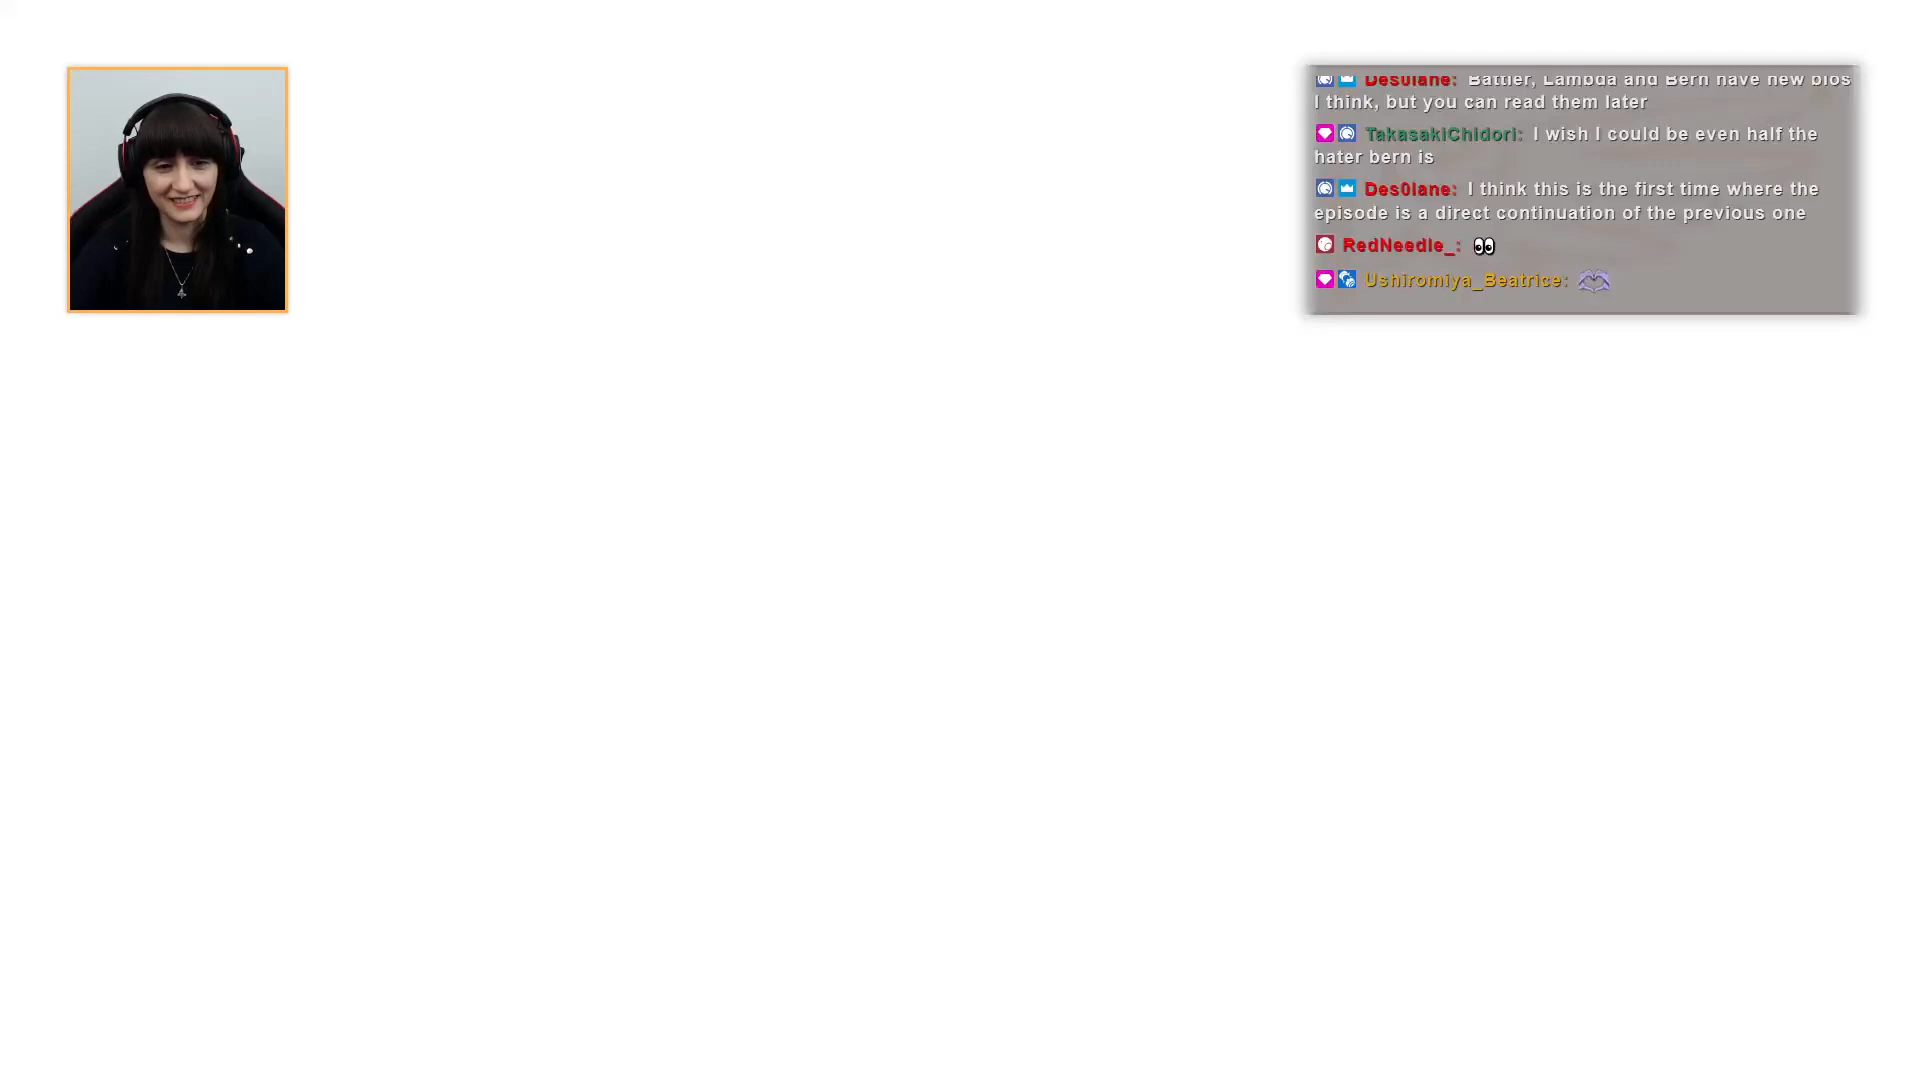 Des0lane: Battler, Lambda and Bern have new bios
I think, but you can read them later
TakasakiChidori: I wish I could be even half the
hater bern is
Des0lane: I think this is the first time where the
episode is a direct continuation of the previous one
RedNeedle_: 👀
Ushiromiya_Beatrice: